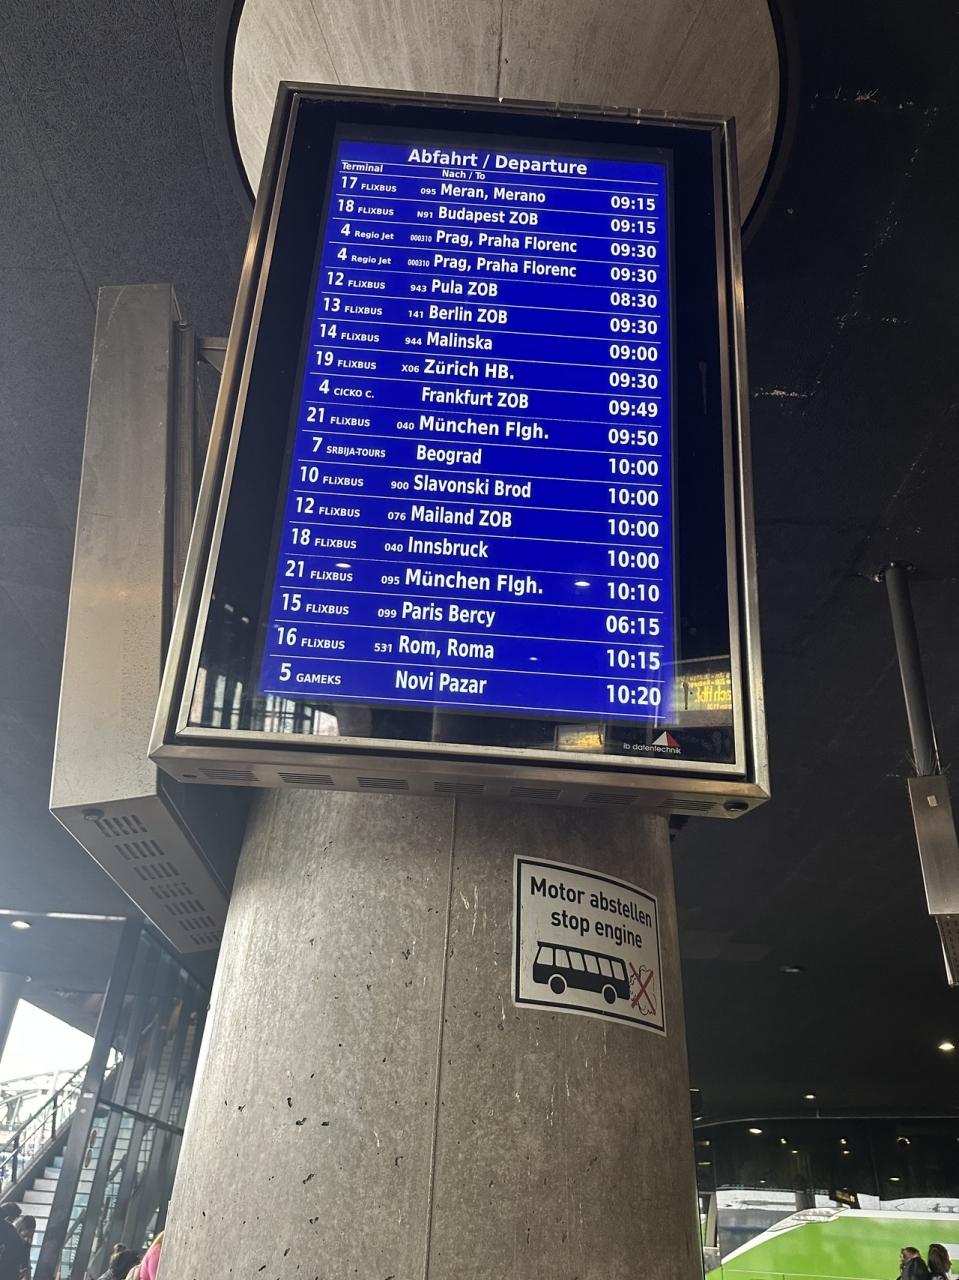 Abfahrt / Departure
Terminal Nach / To
17 FLiXBUS 095 Meran, Merano 09:15
18 FLiXBUS N91 Budapest ZOB 09:15
4 Regio Jet 000310 Prag, Praha Florenc 09:30
4 Regio Jet 000310 Prag, Praha Florenc 09:30
12 FLiXBUS 943 Pula ZOB 08:30
13 FLiXBUS 141 Berlin ZOB 09:30
14 FLiXBUS 944 Malinska 09:00
19 FLiXBUS X06 Zürich HB. 09:30
4 CICKO C. Frankfurt ZOB 09:49
21 FLiXBUS 040 München Flgh. 09:50
7 SRBIJA-TOURS Beograd 10:00
10 FLiXBUS 900 Slavonski Brod 10:00
12 FLiXBUS 076 Mailand ZOB 10:00
18 FLiXBUS 040 Innsbruck 10:00
21 FLiXBUS 095 München Flgh. 10:10
15 FLiXBUS 099 Paris Bercy 06:15
16 FLiXBUS 531 Rom, Roma 10:15
5 GAMEKS Novi Pazar 10:20
lb datentechnik
Motor abstellen
stop engine